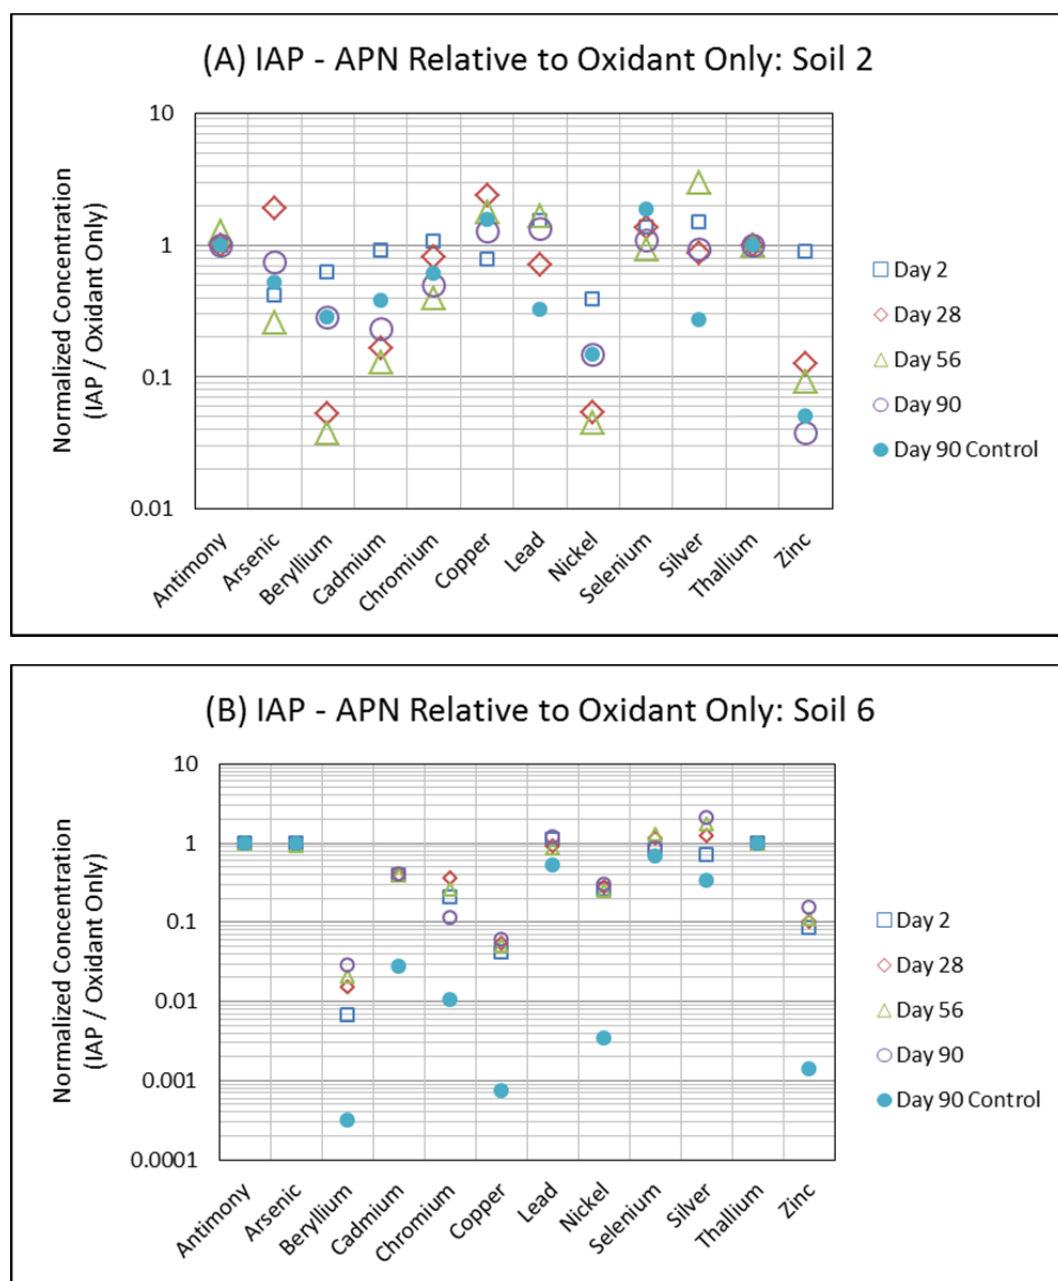 (A) IAP - APN Relative to Oxidant Only: Soil 2
Normalized Concentration
(IAP / Oxidant Only)
10
1
0.1
0.01
Antimony
Arsenic
Beryllium
Cadmium
Chromium
Copper
Lead
Nickel
Selenium
Silver
Thallium
Zinc
Day 2
Day 28
Day 56
Day 90
Day 90 Control
(B) IAP - APN Relative to Oxidant Only: Soil 6
Normalized Concentration
(IAP / Oxidant Only)
10
1
0.1
0.01
0.001
0.0001
Antimony
Arsenic
Beryllium
Cadmium
Chromium
Copper
Lead
Nickel
Selenium
Silver
Thallium
Zinc
Day 2
Day 28
Day 56
Day 90
Day 90 Control